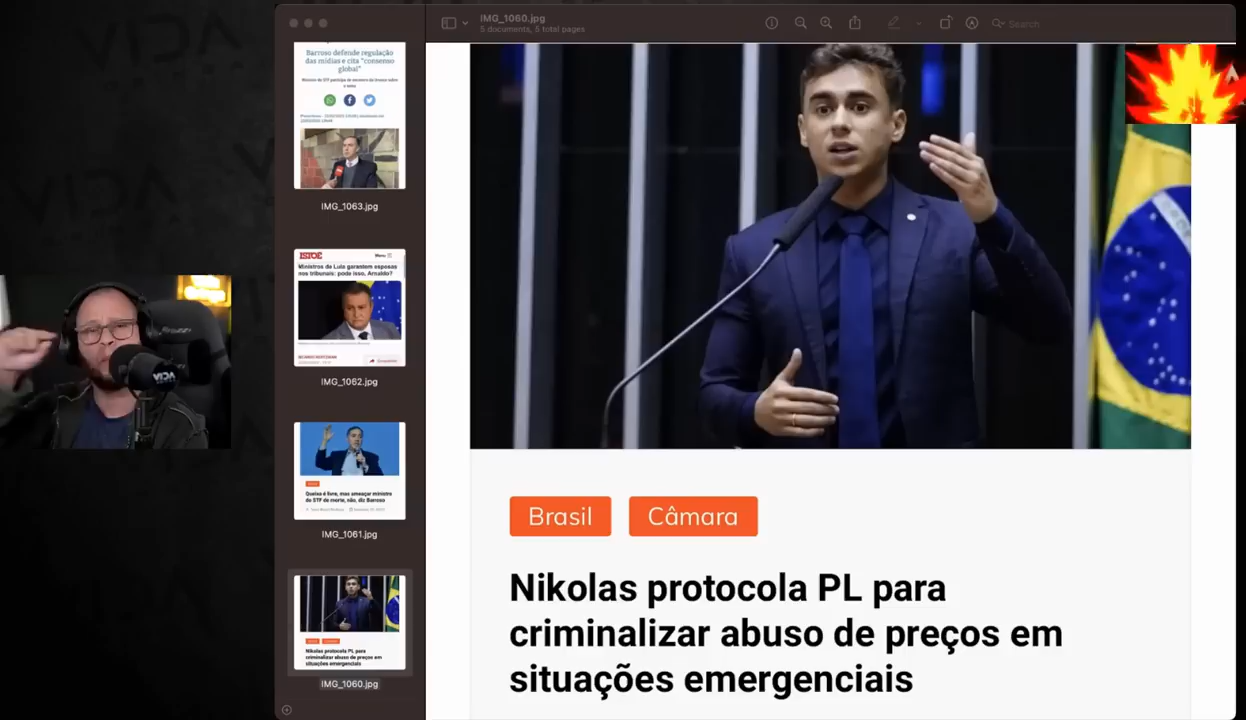 IMG_1060.jpg
5 documents, 5 total pages
Search
Barroso defende regulação
das mídias e cita "consenso
global"
IMG_1063.jpg
ISTOÉ
Menu
Ministros de Lula garantem esposas
nos tribunais: pode isso, Arnaldo?
IMG_1062.jpg
Queixa é livre, mas ameaçar ministro
do STF de morte, não, diz Barroso
IMG_1061.jpg
Nikolas protocola PL para
criminalizar abuso de preços em
situações emergenciais
IMG_1060.jpg
VIDA
Brasil Câmara
Nikolas protocola PL para
criminalizar abuso de preços em
situações emergenciais